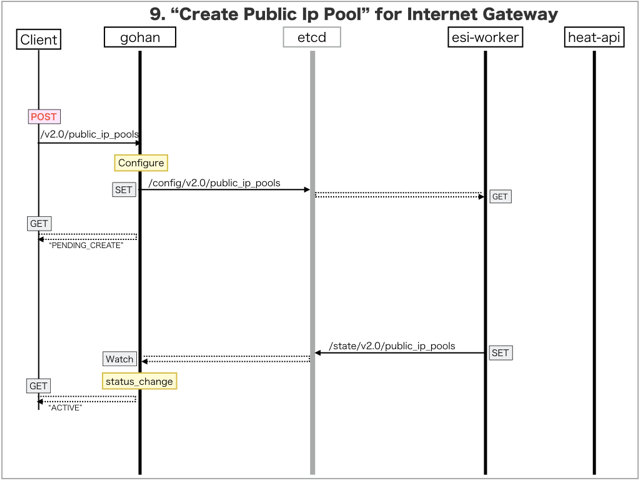 9. “Create Public Ip Pool” for Internet Gateway
Client
gohan
etcd
esi-worker
heat-api
POST
/v2.0/public_ip_pools
Configure
SET
/config/v2.0/public_ip_pools
GET
GET
“PENDING_CREATE”
/state/v2.0/public_ip_pools
SET
Watch
status_change
GET
“ACTIVE”